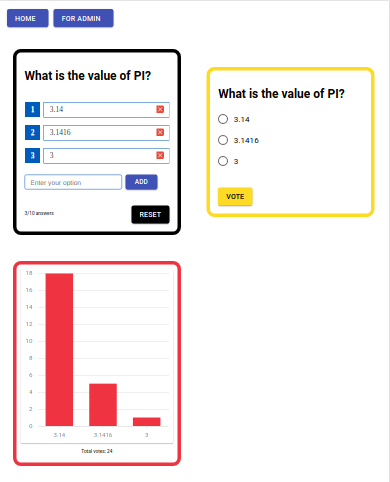 HOME
FOR ADMIN
What is the value of PI?
1 3.14
2 3.1416
3 3
Enter your option
ADD
3/10 answers
RESET
What is the value of PI?
3.14
3.1416
3
VOTE
18
16
14
12
10
8
6
4
2
0
3.14 3.1416 3
Total votes: 24